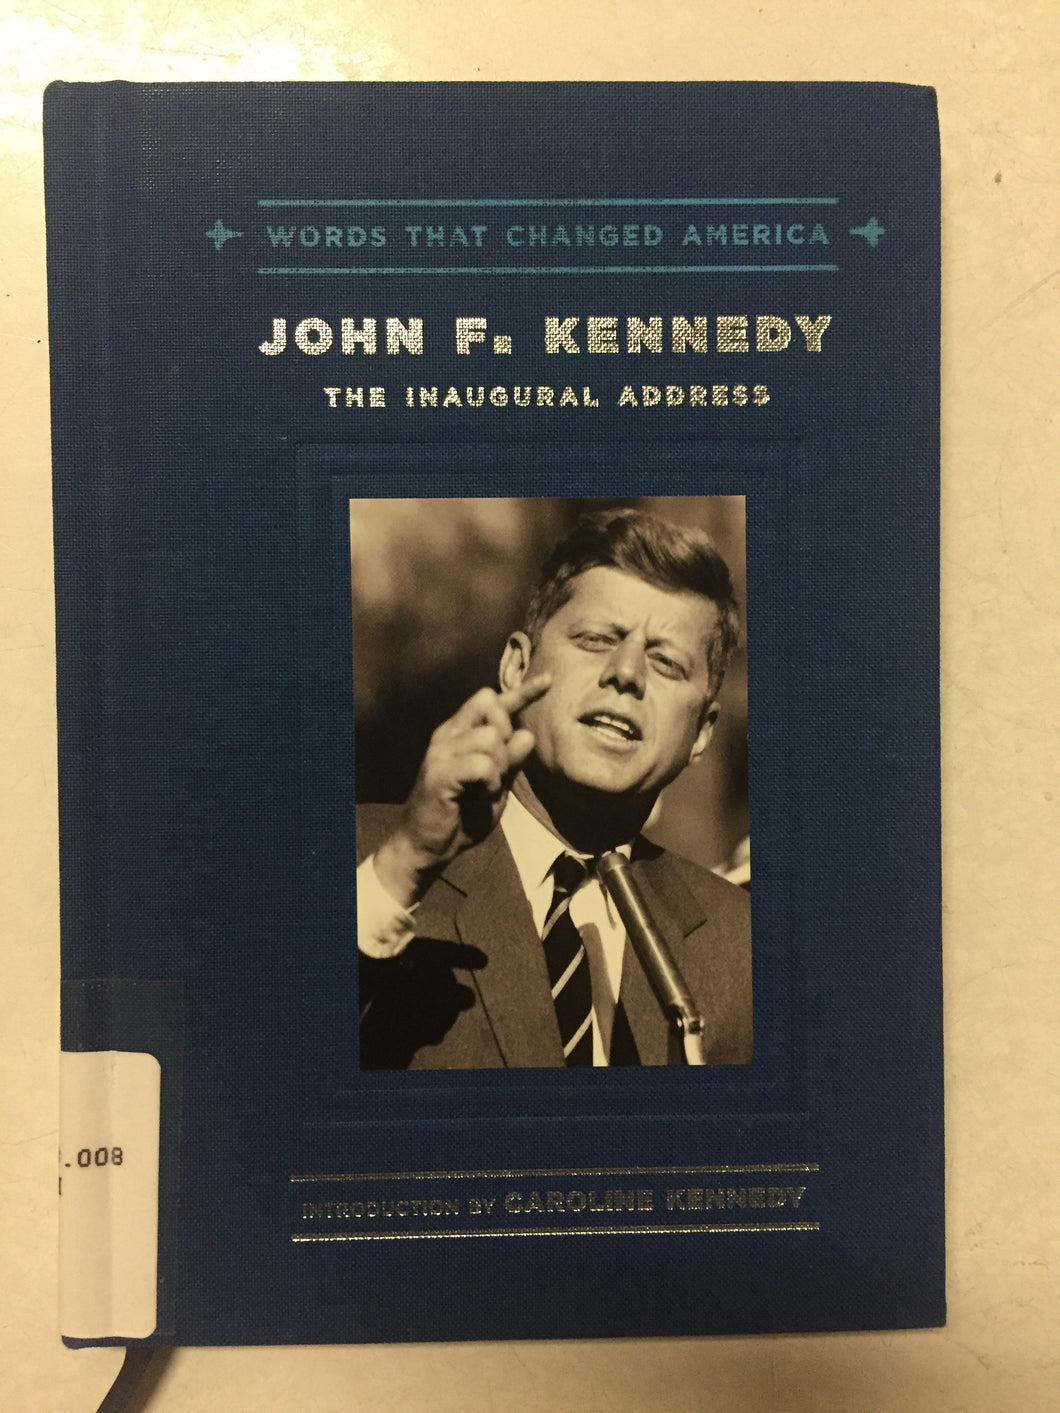 WORDS THAT CHANGED AMERICA
JOHN F. KENNEDY
THE INAUGURAL ADDRESS
.008
INTRODUCTION BY CAROLINE KENNEDY